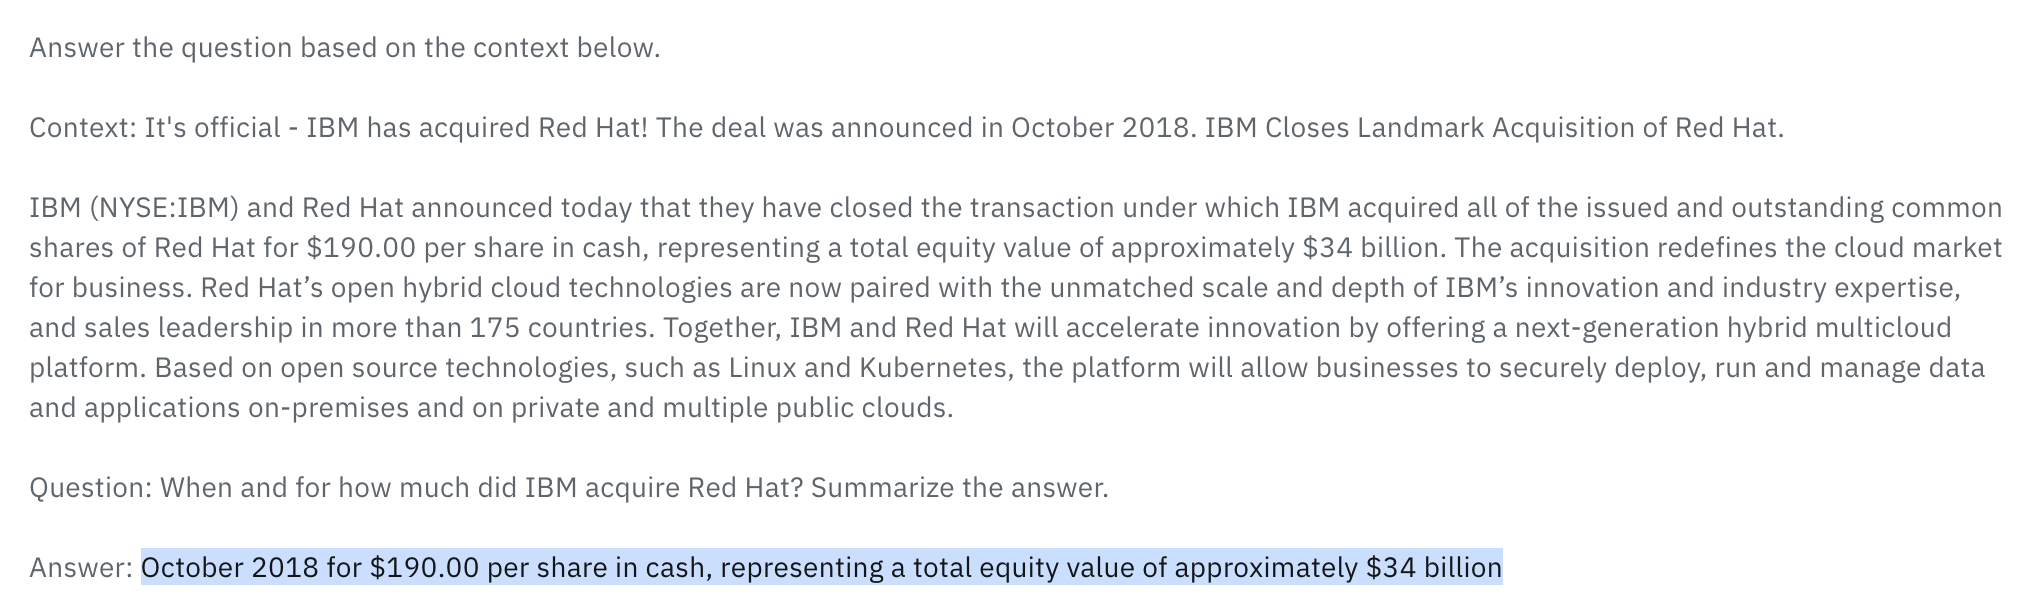 Answer the question based on the context below.
Context: It's official - IBM has acquired Red Hat! The deal was announced in October 2018. IBM Closes Landmark Acquisition of Red Hat.
IBM (NYSE:IBM) and Red Hat announced today that they have closed the transaction under which IBM acquired all of the issued and outstanding common
shares of Red Hat for $190.00 per share in cash, representing a total equity value of approximately $34 billion. The acquisition redefines the cloud market
for business. Red Hat’s open hybrid cloud technologies are now paired with the unmatched scale and depth of IBM’s innovation and industry expertise,
and sales leadership in more than 175 countries. Together, IBM and Red Hat will accelerate innovation by offering a next-generation hybrid multicloud
platform. Based on open source technologies, such as Linux and Kubernetes, the platform will allow businesses to securely deploy, run and manage data
and applications on-premises and on private and multiple public clouds.
Question: When and for how much did IBM acquire Red Hat? Summarize the answer.
Answer: October 2018 for $190.00 per share in cash, representing a total equity value of approximately $34 billion